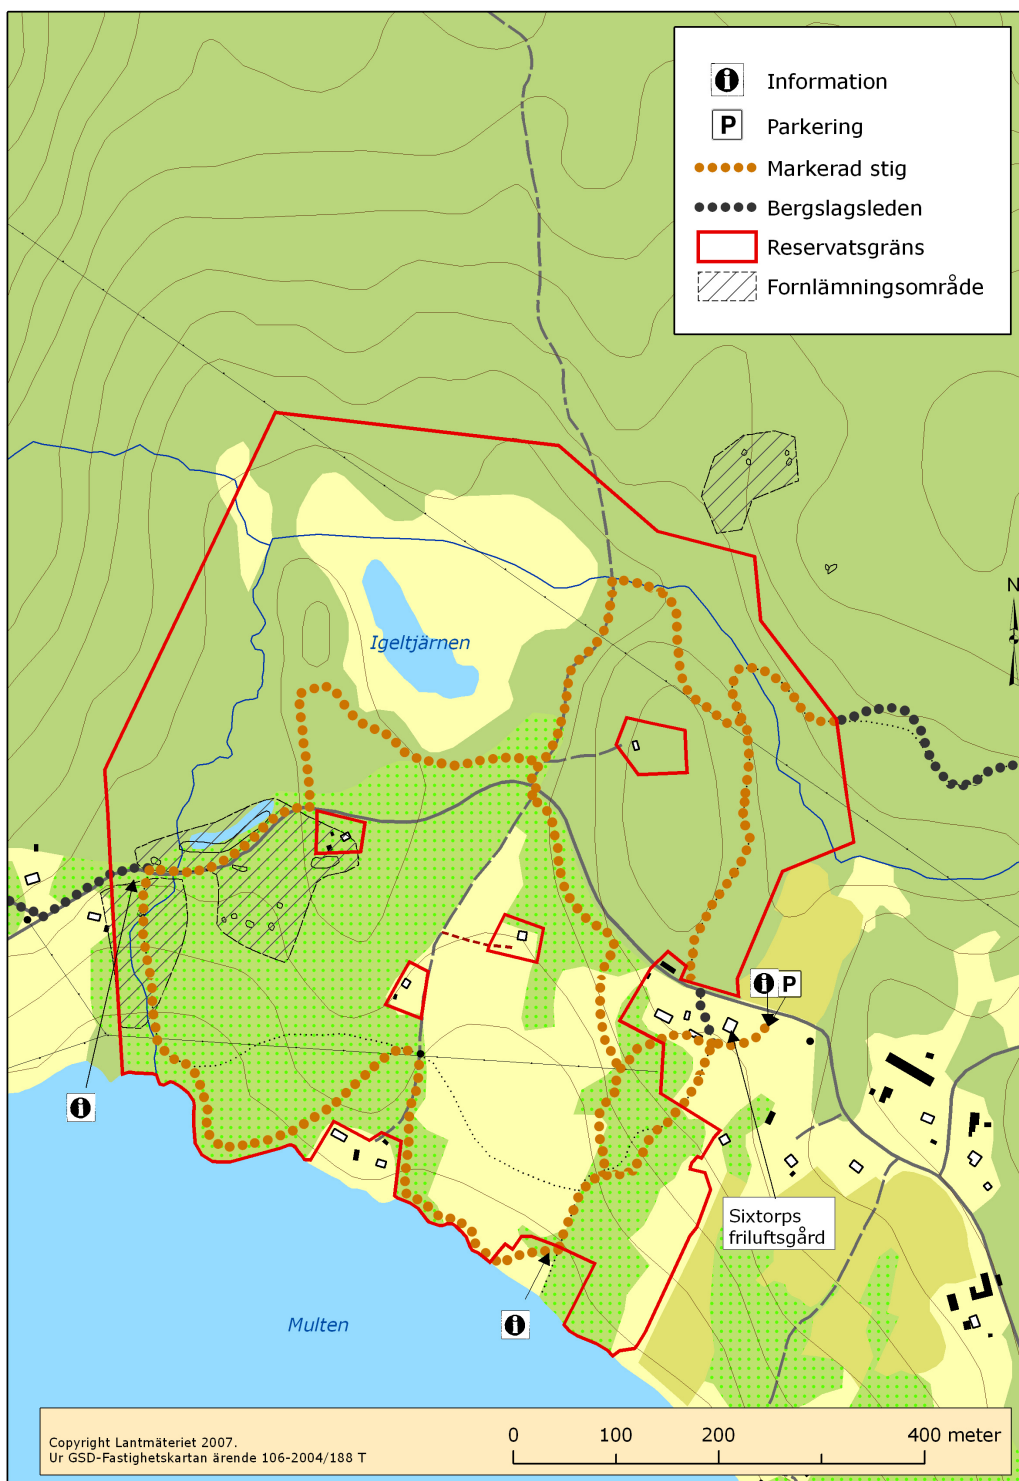 i Information
P Parkering
Markerad stig
Bergslagsleden
Reservatsgräns
Fornlämningsområde
N
Igeltjärnen
i P
i
Sixtorps
friluftsgård
i
Multen
0 100 200 400 meter
Copyright Lantmäteriet 2007.
Ur GSD-Fastighetskartan ärende 106-2004/188 T